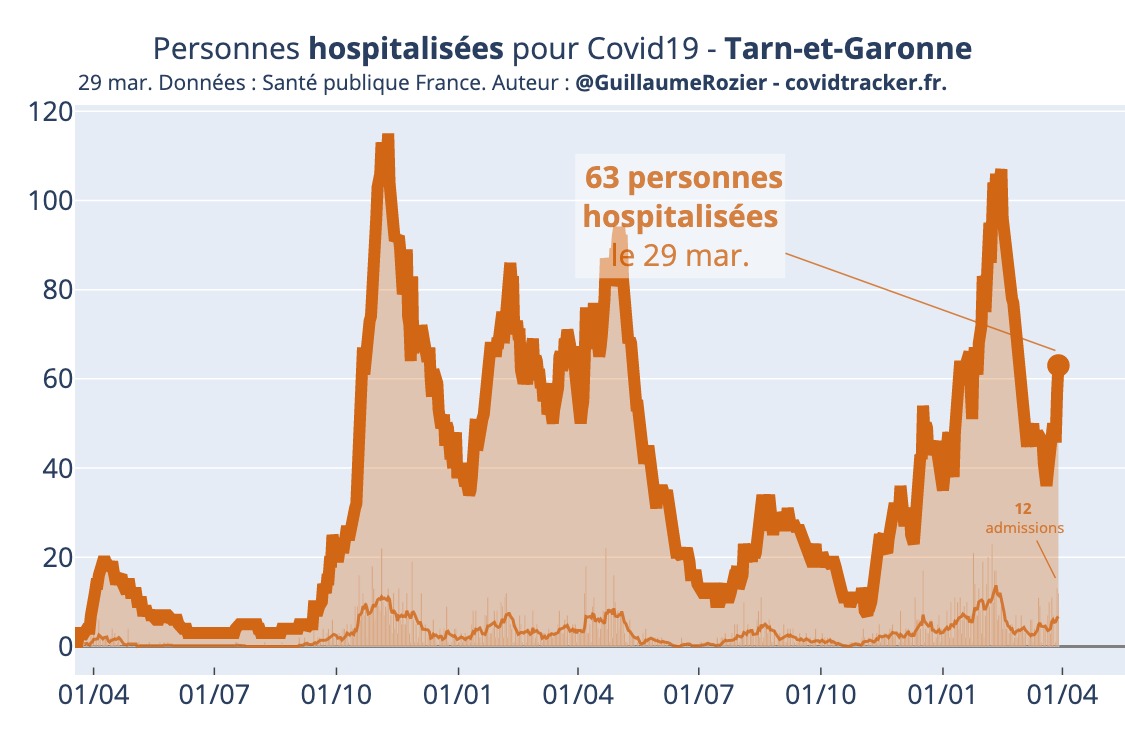 Personnes hospitalisées pour Covid19 - Tarn-et-Garonne
29 mar. Données : Santé publique France. Auteur : @GuillaumeRozier - covidtracker.fr.
120
100
80
60
40
20
0
63 personnes
hospitalisées
le 29 mar.
12
admissions
01/04 01/07 01/10 01/01 01/04 01/07 01/10 01/01 01/04